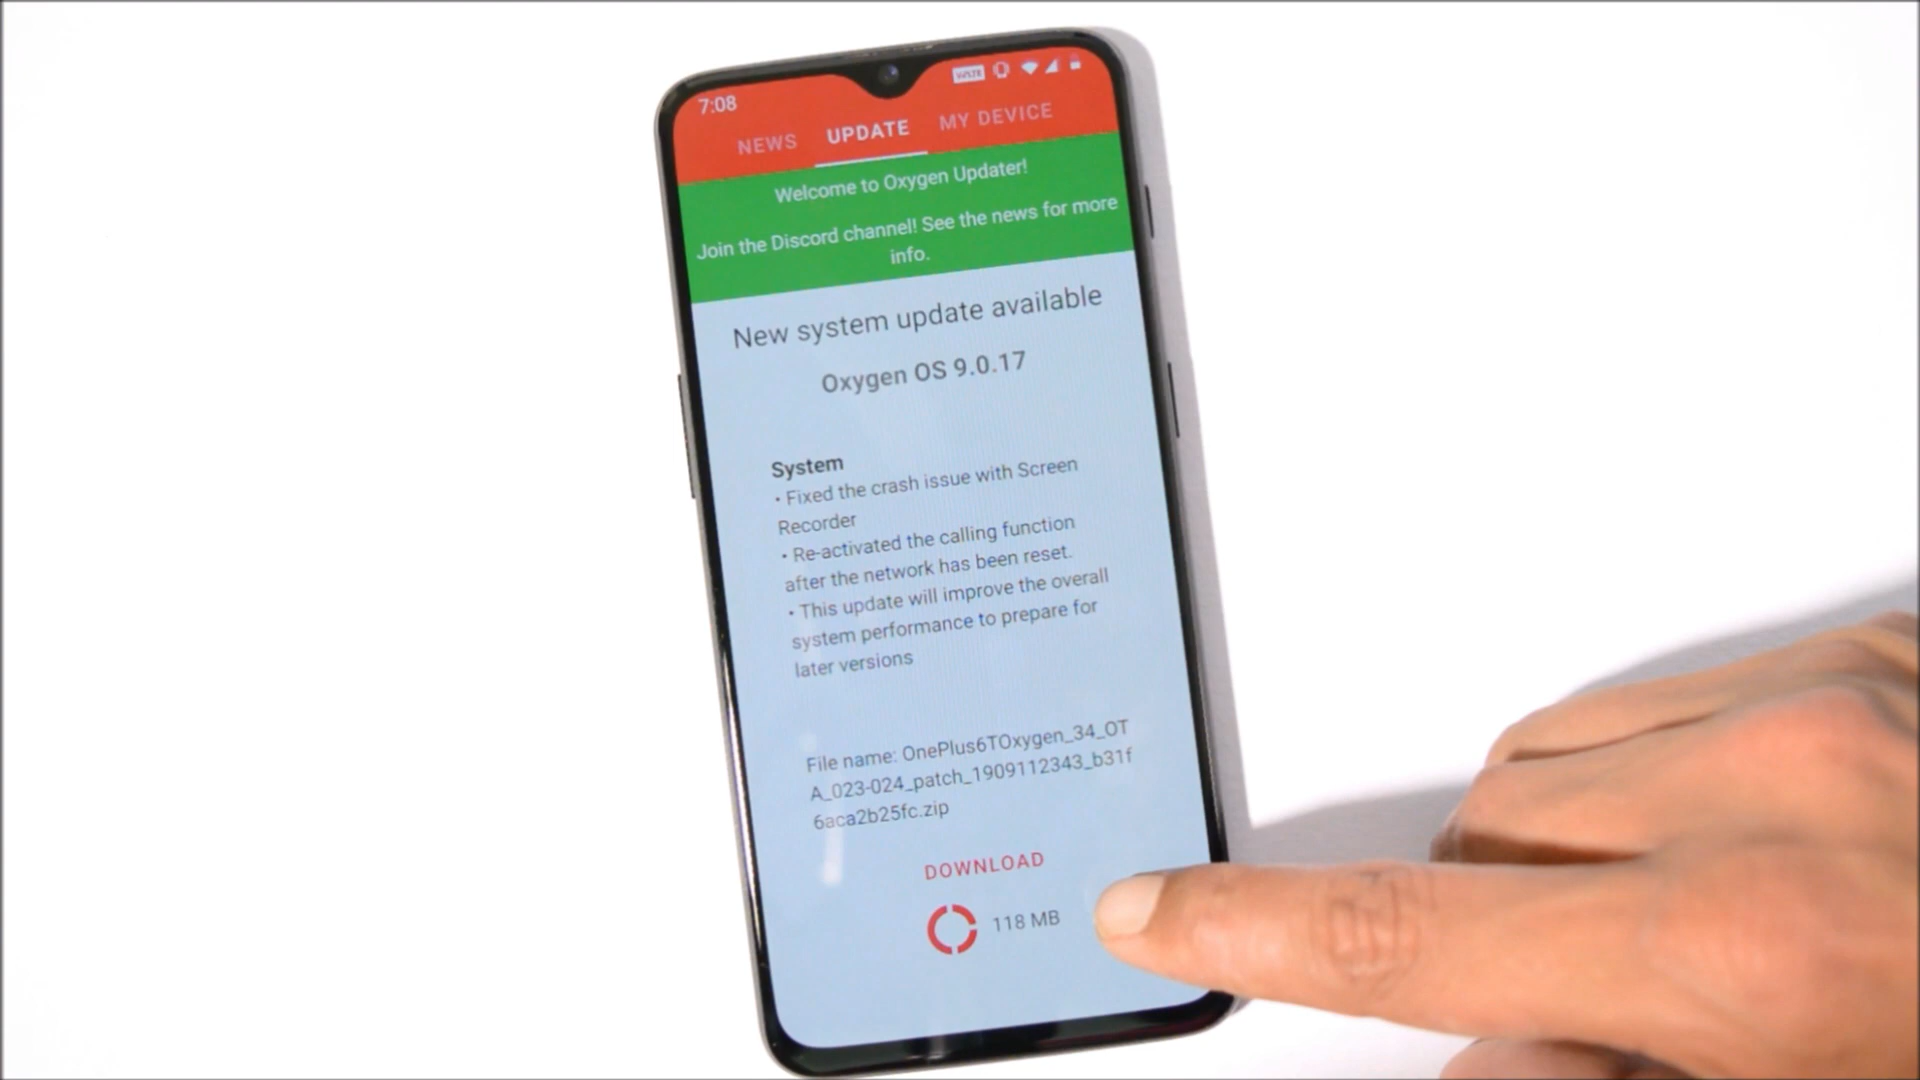 7:08
VoLTE
NEWS UPDATE MY DEVICE
Welcome to Oxygen Updater!
Join the Discord channel! See the news for more
info.
New system update available
Oxygen OS 9.0.17
System
• Fixed the crash issue with Screen
Recorder
• Re-activated the calling function
after the network has been reset.
• This update will improve the overall
system performance to prepare for
later versions
File name: OnePlus6TOxygen_34_OT
A_023-024_patch_1909112343_b31f
6aca2b25fc.zip
DOWNLOAD
118 MB